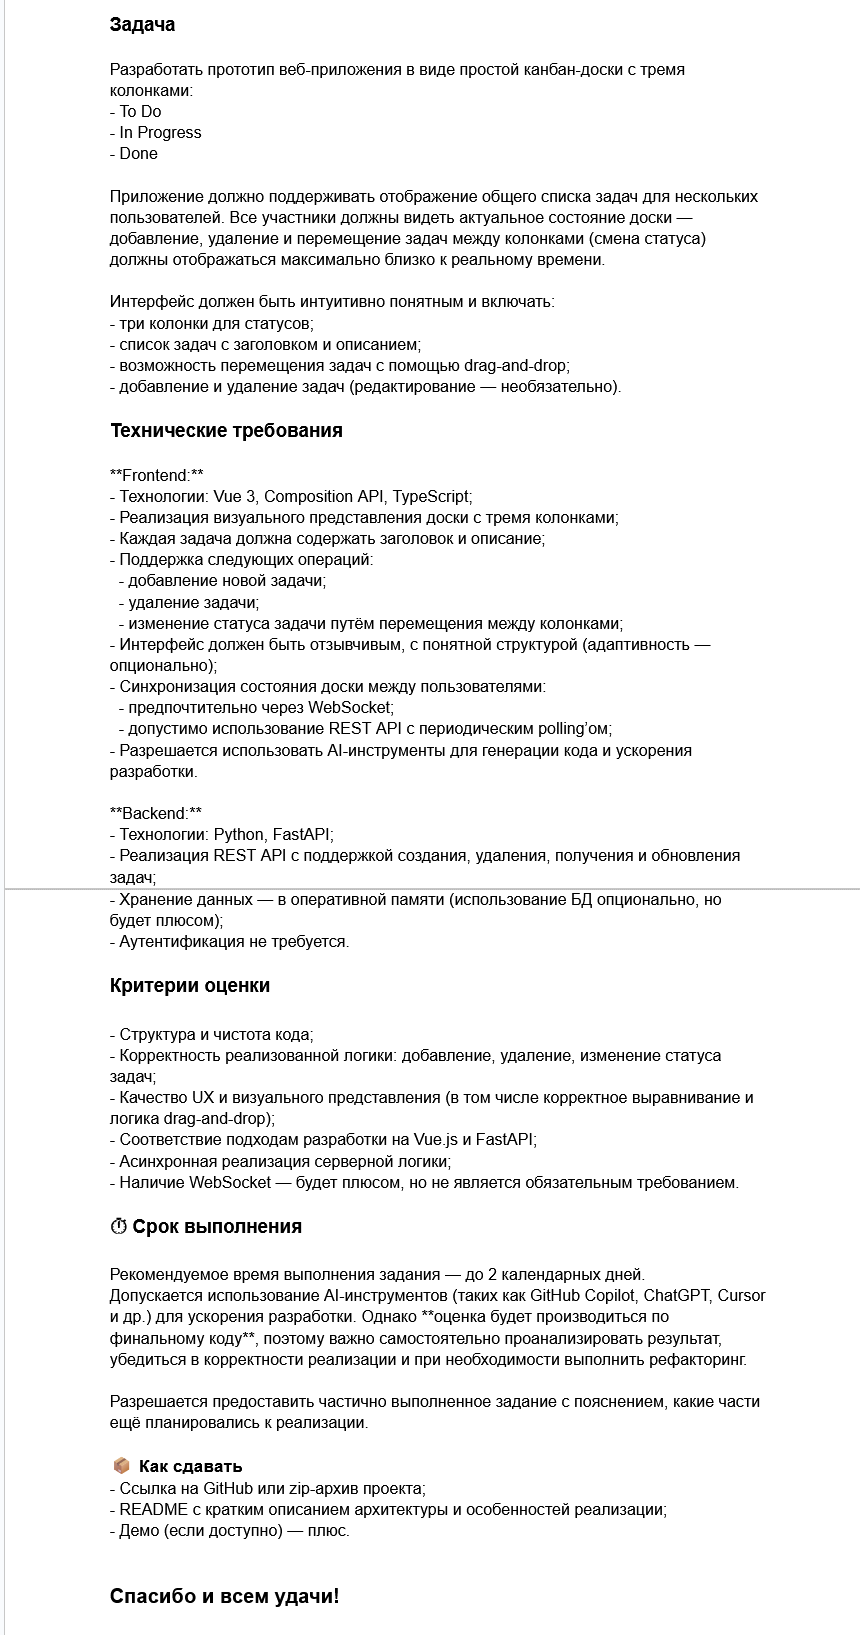 Задача
Разработать прототип веб-приложения в виде простой канбан-доски с тремя
колонками:
- To Do
- In Progress
- Done
Приложение должно поддерживать отображение общего списка задач для нескольких
пользователей. Все участники должны видеть актуальное состояние доски —
добавление, удаление и перемещение задач между колонками (смена статуса)
должны отображаться максимально близко к реальному времени.
Интерфейс должен быть интуитивно понятным и включать:
- три колонки для статусов;
- список задач с заголовком и описанием;
- возможность перемещения задач с помощью drag-and-drop;
- добавление и удаление задач (редактирование — необязательно).
Технические требования
**Frontend:**
- Технологии: Vue 3, Composition API, TypeScript;
- Реализация визуального представления доски с тремя колонками;
- Каждая задача должна содержать заголовок и описание;
- Поддержка следующих операций:
- добавление новой задачи;
- удаление задачи;
- изменение статуса задачи путём перемещения между колонками;
- Интерфейс должен быть отзывчивым, с понятной структурой (адаптивность —
опционально);
- Синхронизация состояния доски между пользователями:
- предпочтительно через WebSocket;
- допустимо использование REST API с периодическим polling’ом;
- Разрешается использовать AI-инструменты для генерации кода и ускорения
разработки.
**Backend:**
- Технологии: Python, FastAPI;
- Реализация REST API с поддержкой создания, удаления, получения и обновления
задач;
- Хранение данных — в оперативной памяти (использование БД опционально, но
будет плюсом);
- Аутентификация не требуется.
Критерии оценки
- Структура и чистота кода;
- Корректность реализованной логики: добавление, удаление, изменение статуса
задач;
- Качество UX и визуального представления (в том числе корректное выравнивание и
логика drag-and-drop);
- Соответствие подходам разработки на Vue.js и FastAPI;
- Асинхронная реализация серверной логики;
- Наличие WebSocket — будет плюсом, но не является обязательным требованием.
⏱ Срок выполнения
Рекомендуемое время выполнения задания — до 2 календарных дней.
Допускается использование AI-инструментов (таких как GitHub Copilot, ChatGPT, Cursor
и др.) для ускорения разработки. Однако **оценка будет производиться по
финальному коду**, поэтому важно самостоятельно проанализировать результат,
убедиться в корректности реализации и при необходимости выполнить рефакторинг.
Разрешается предоставить частично выполненное задание с пояснением, какие части
ещё планировались к реализации.
📦 Как сдавать
- Ссылка на GitHub или zip-архив проекта;
- README с кратким описанием архитектуры и особенностей реализации;
- Демо (если доступно) — плюс.
Спасибо и всем удачи!